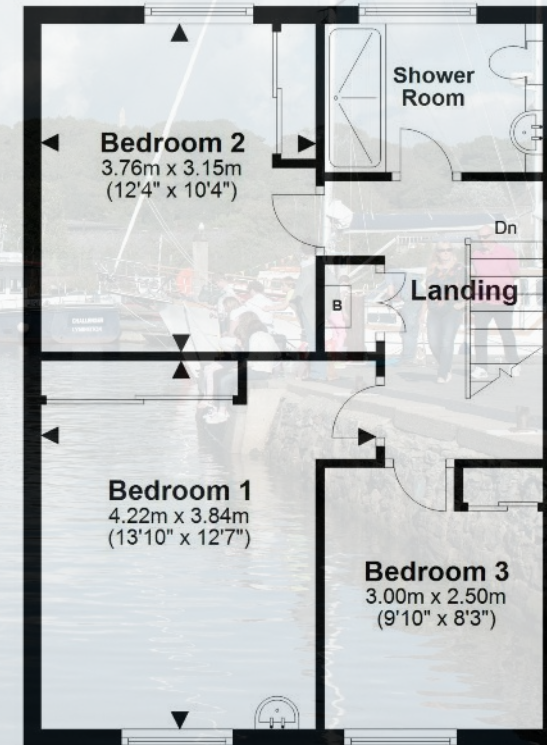 Shower
Room
Bedroom 2
3.76m x 3.15m
(12'4" x 10'4")
Dn
B
Landing
Bedroom 1
4.22m x 3.84m
(13'10" x 12'7")
Bedroom 3
3.00m x 2.50m
(9'10" x 8'3")